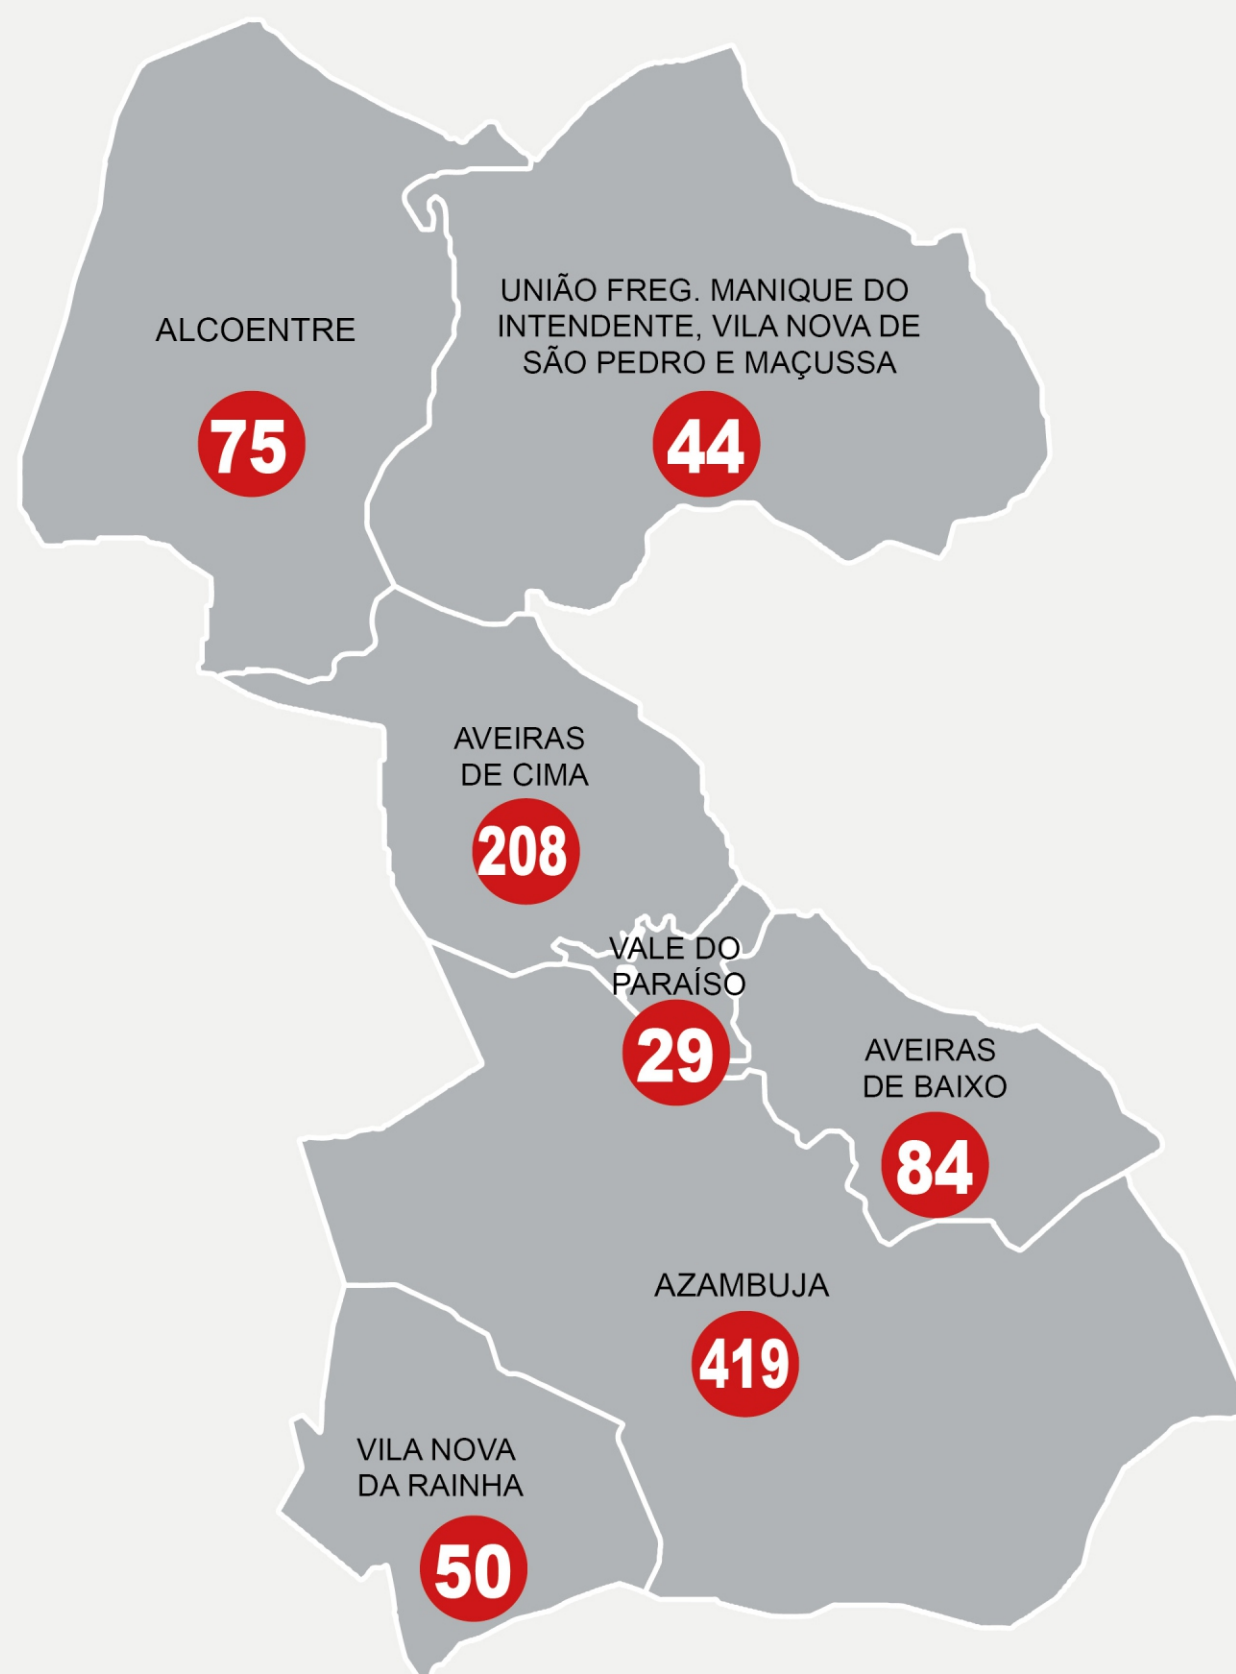 UNIÃO FREG. MANIQUE DO
INTENDENTE, VILA NOVA DE
SÃO PEDRO E MAÇUSSA
44
ALCOENTRE
75
AVEIRAS
DE CIMA
208
VALE DO
PARAÍSO
29
AVEIRAS
DE BAIXO
84
AZAMBUJA
419
VILA NOVA
DA RAINHA
50